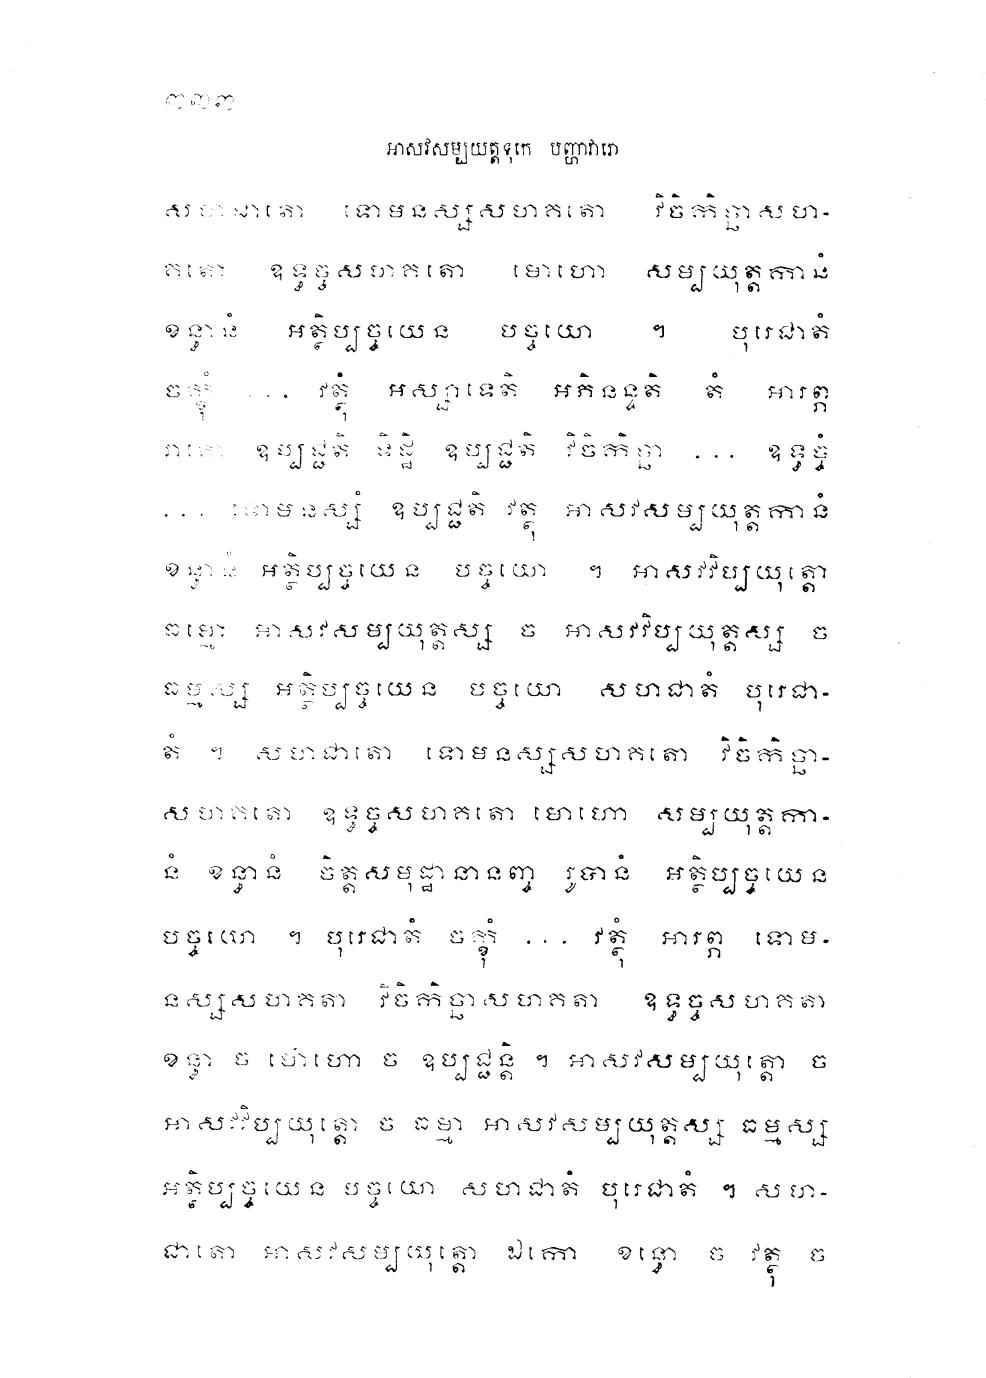 អាសវសម្បយត្តទុកេ បញ្ហាវារោ
សហជាតោ ទោមនស្សសហគតោ វិចិកិច្ឆាសហ-
គតោ ឧទ្ធច្ចសហគតោ មោហោ សម្បយុត្តកានំ
ខន្ធានំ អត្ថិប្បច្ចយេន បច្ចយោ ។ បុរេជាតំ
ចក្ខុំ ... វត្ថុំ អស្សាទេតិ អភិនន្ទតិ តំ អារព្ភ
រាគោ ឧប្បជ្ជតិ ទិដ្ឋិ ឧប្បជ្ជតិ វិចិកិច្ឆា ... ឧទ្ធច្ចំ
... ទោមនស្សំ ឧប្បជ្ជតិ វត្ថុ អាសវសម្បយុត្តកានំ
ខន្ធានំ អត្ថិប្បច្ចយេន បច្ចយោ ។ អាសវវិប្បយុត្តោ
ធម្មោ អាសវសម្បយុត្តស្ស ច អាសវវិប្បយុត្តស្ស ច
ធម្មស្ស អត្ថិប្បច្ចយេន បច្ចយោ សហជាតំ បុរេជា-
តំ ។ សហជាតោ ទោមនស្សសហគតោ វិចិកិច្ឆា-
សហគតោ ឧទ្ធច្ចសហគតោ មោហោ សម្បយុត្តកា-
នំ ខន្ធានំ ចិត្តសមុដ្ឋានានញ្ច រូបានំ អត្ថិប្បច្ចយេន
បច្ចយោ ។ បុរេជាតំ ចក្ខុំ ... វត្ថុំ អារព្ភ ទោម-
នស្សសហគតា វិចិកិច្ឆាសហគតា ឧទ្ធច្ចសហគតា
ខន្ធា ច មោហោ ច ឧប្បជ្ជន្តិ ។ អាសវសម្បយុត្តោ ច
អាសវវិប្បយុត្តោ ច ធម្មា អាសវសម្បយុត្តស្ស ធម្មស្ស
អត្ថិប្បច្ចយេន បច្ចយោ សហជាតំ បុរេជាតំ ។ សហ-
ជាតោ អាសវសម្បយុត្តោ ឯកោ ខន្ធោ ច វត្ថុ ច